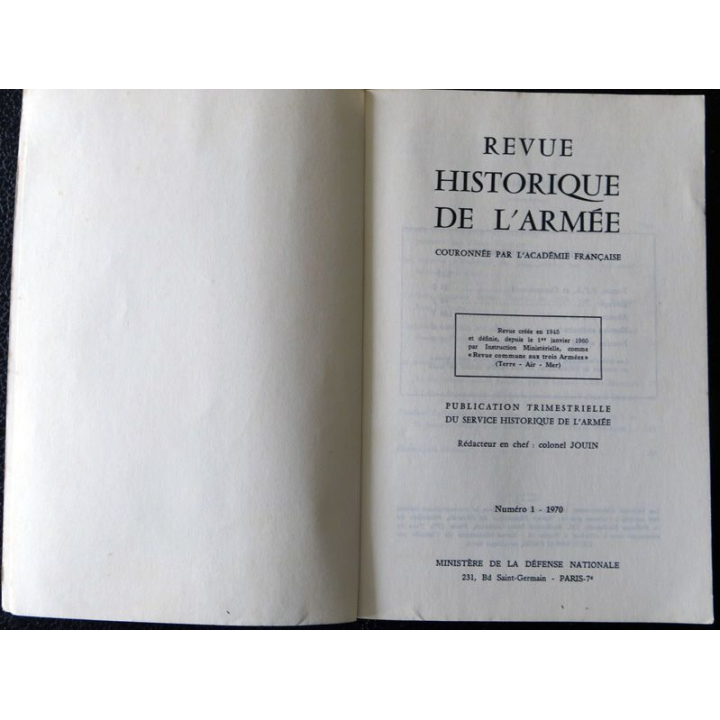 REVUE
HISTORIQUE
DE L'ARMÉE
COURONNÉE PAR L'ACADÉMIE FRANÇAISE
Revue créée en 1945
et définie, depuis le 1er janvier 1960
par Instruction Ministérielle, comme
« Revue commune aux trois Armées »
(Terre - Air - Mer)
PUBLICATION TRIMESTRIELLE
DU SERVICE HISTORIQUE DE L'ARMÉE
Rédacteur en chef : colonel JOUIN
Numéro 1 - 1970
MINISTÈRE DE LA DÉFENSE NATIONALE
231, Bd Saint-Germain - PARIS-7e